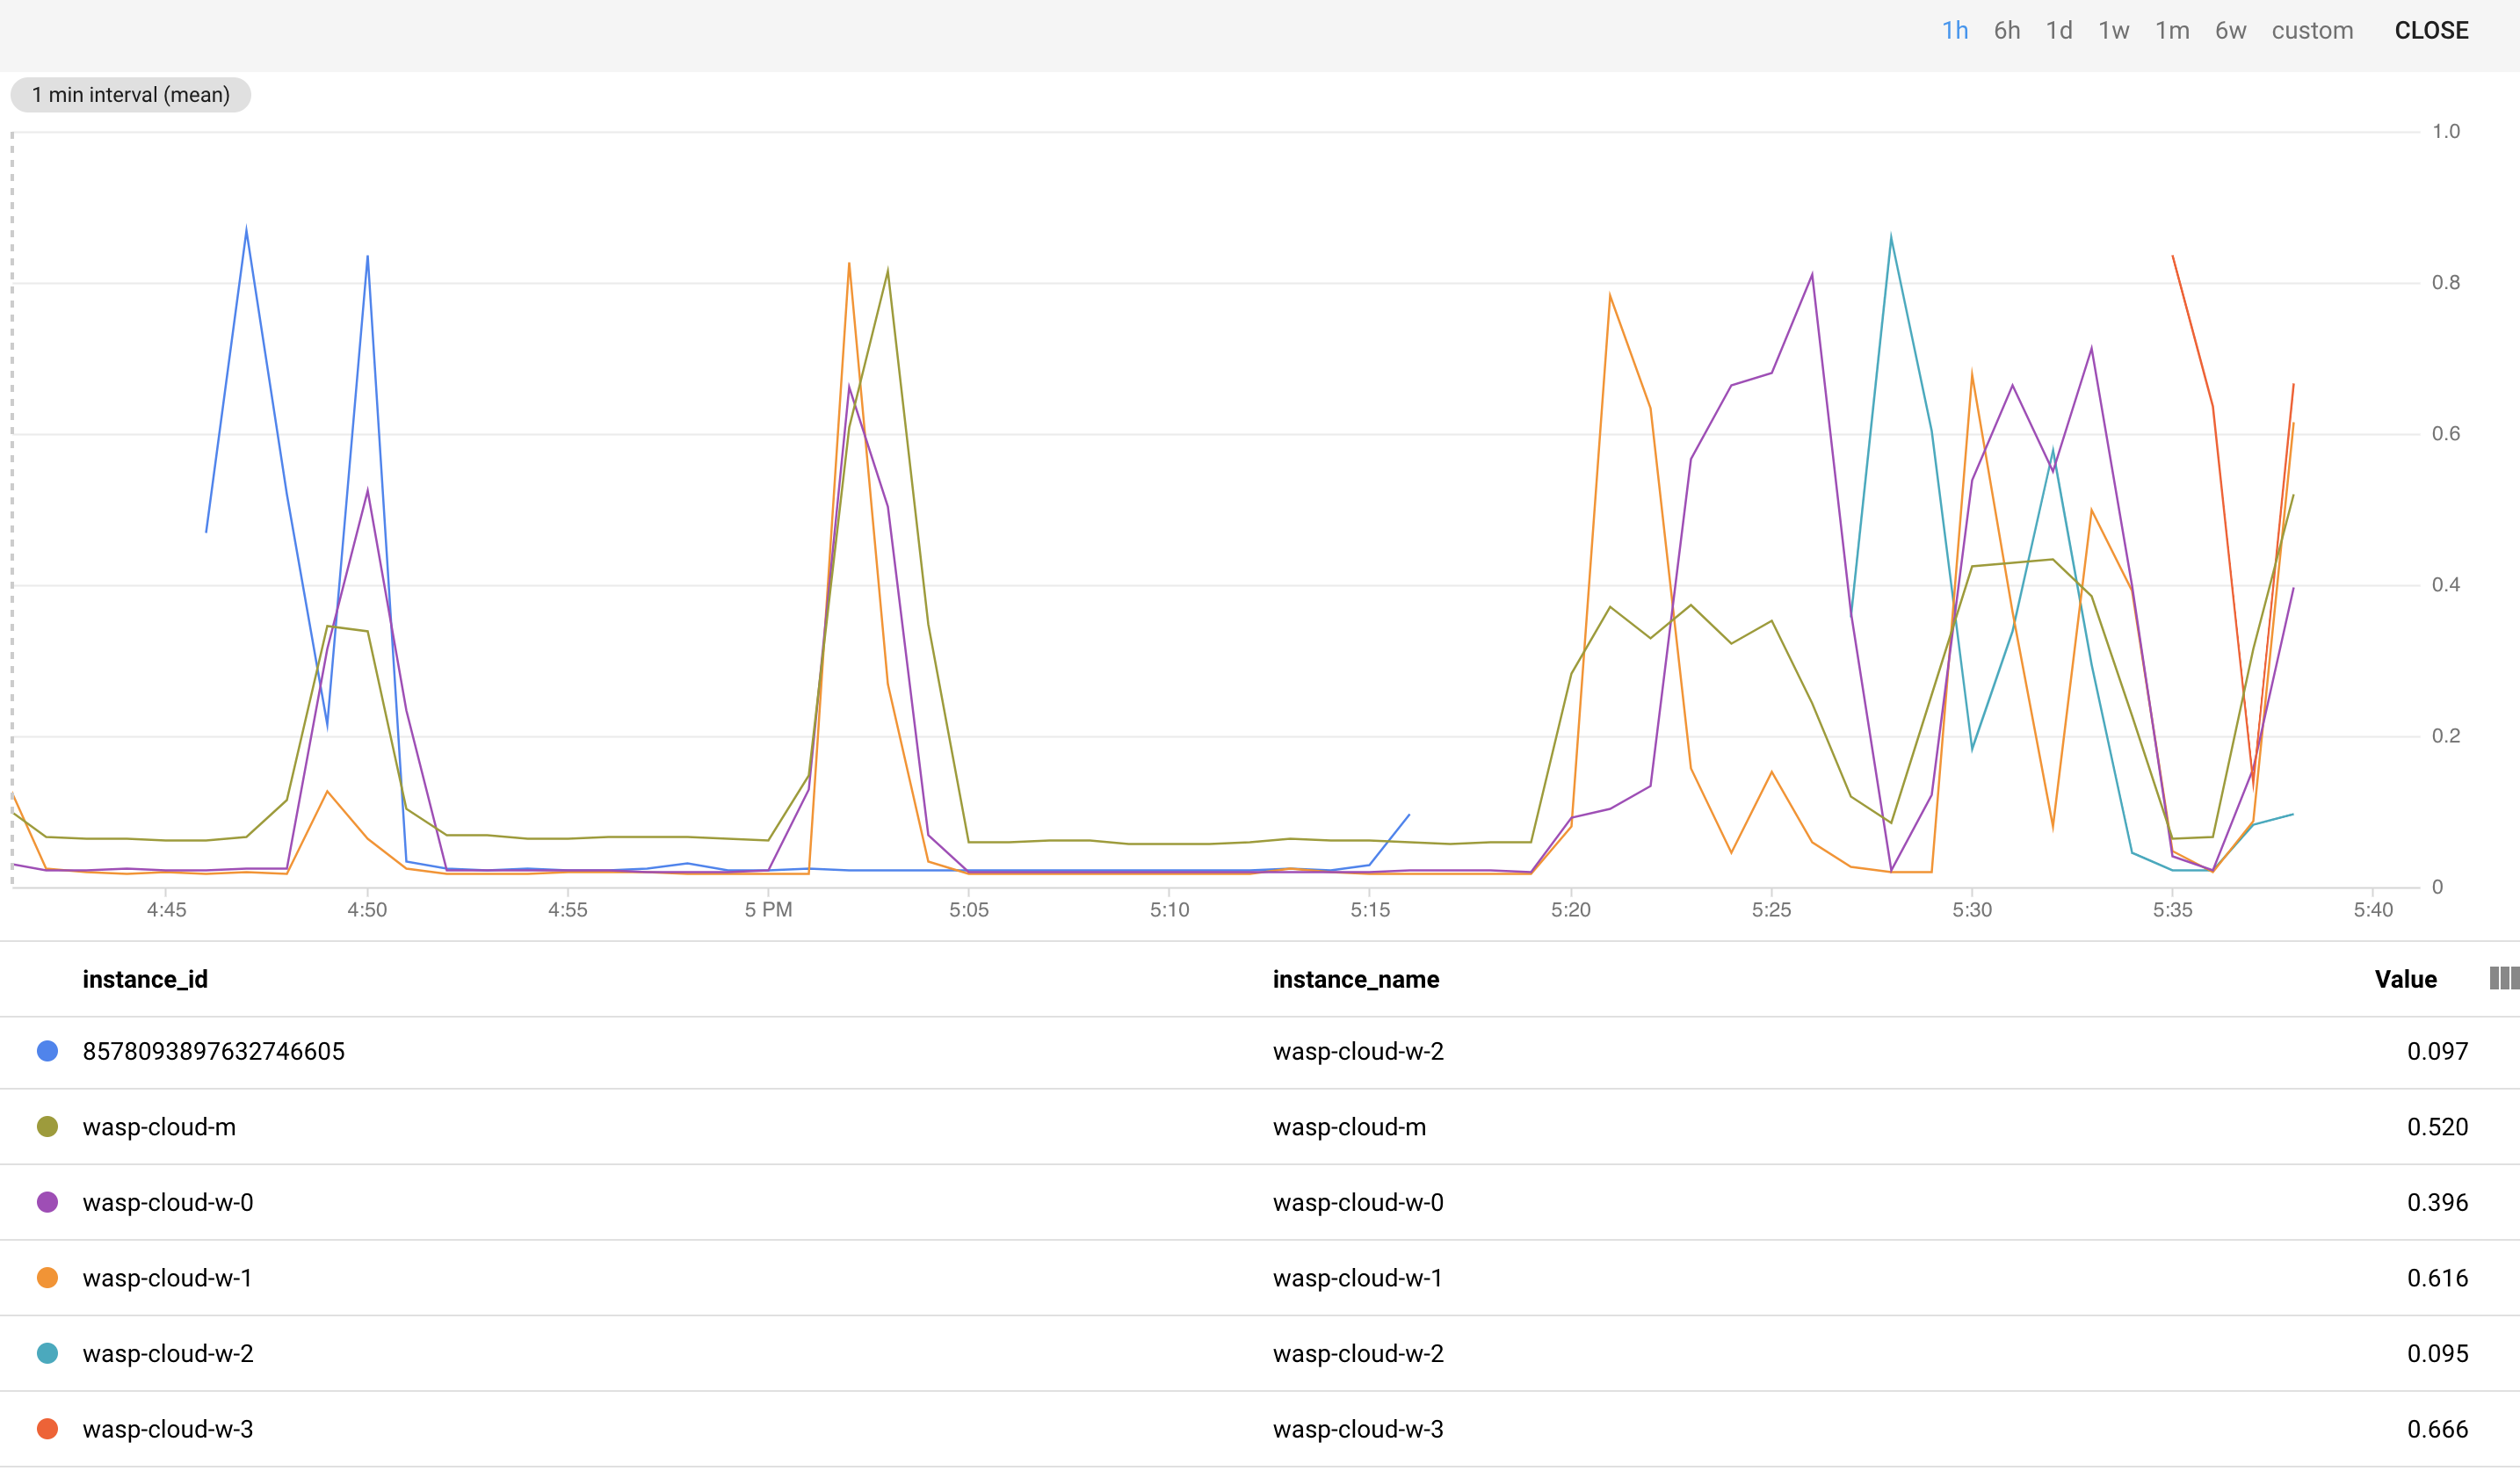 1h 6h 1d 1w 1m 6w custom CLOSE
1 min interval (mean)
1.0
0.8
0.6
0.4
0.2
0
4:45 4:50 4:55 5 PM 5:05 5:10 5:15 5:20 5:25 5:30 5:35 5:40
instance_id instance_name Value
8578093897632746605 wasp-cloud-w-2 0.097
wasp-cloud-m wasp-cloud-m 0.520
wasp-cloud-w-0 wasp-cloud-w-0 0.396
wasp-cloud-w-1 wasp-cloud-w-1 0.616
wasp-cloud-w-2 wasp-cloud-w-2 0.095
wasp-cloud-w-3 wasp-cloud-w-3 0.666